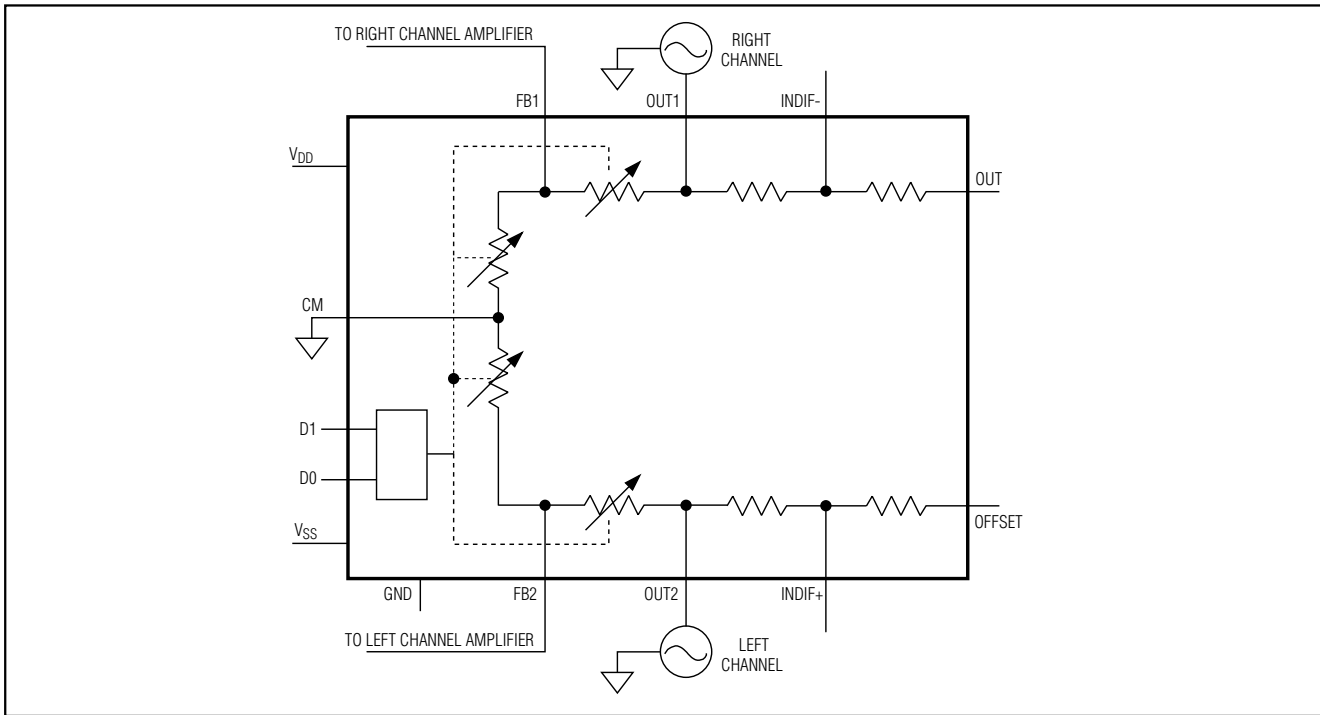 TO RIGHT CHANNEL AMPLIFIER
RIGHT
CHANNEL
FB1
OUT1
INDIF-
VDD
OUT
CM
D1
D0
VSS
OFFSET
GND
FB2
OUT2
INDIF+
TO LEFT CHANNEL AMPLIFIER
LEFT
CHANNEL